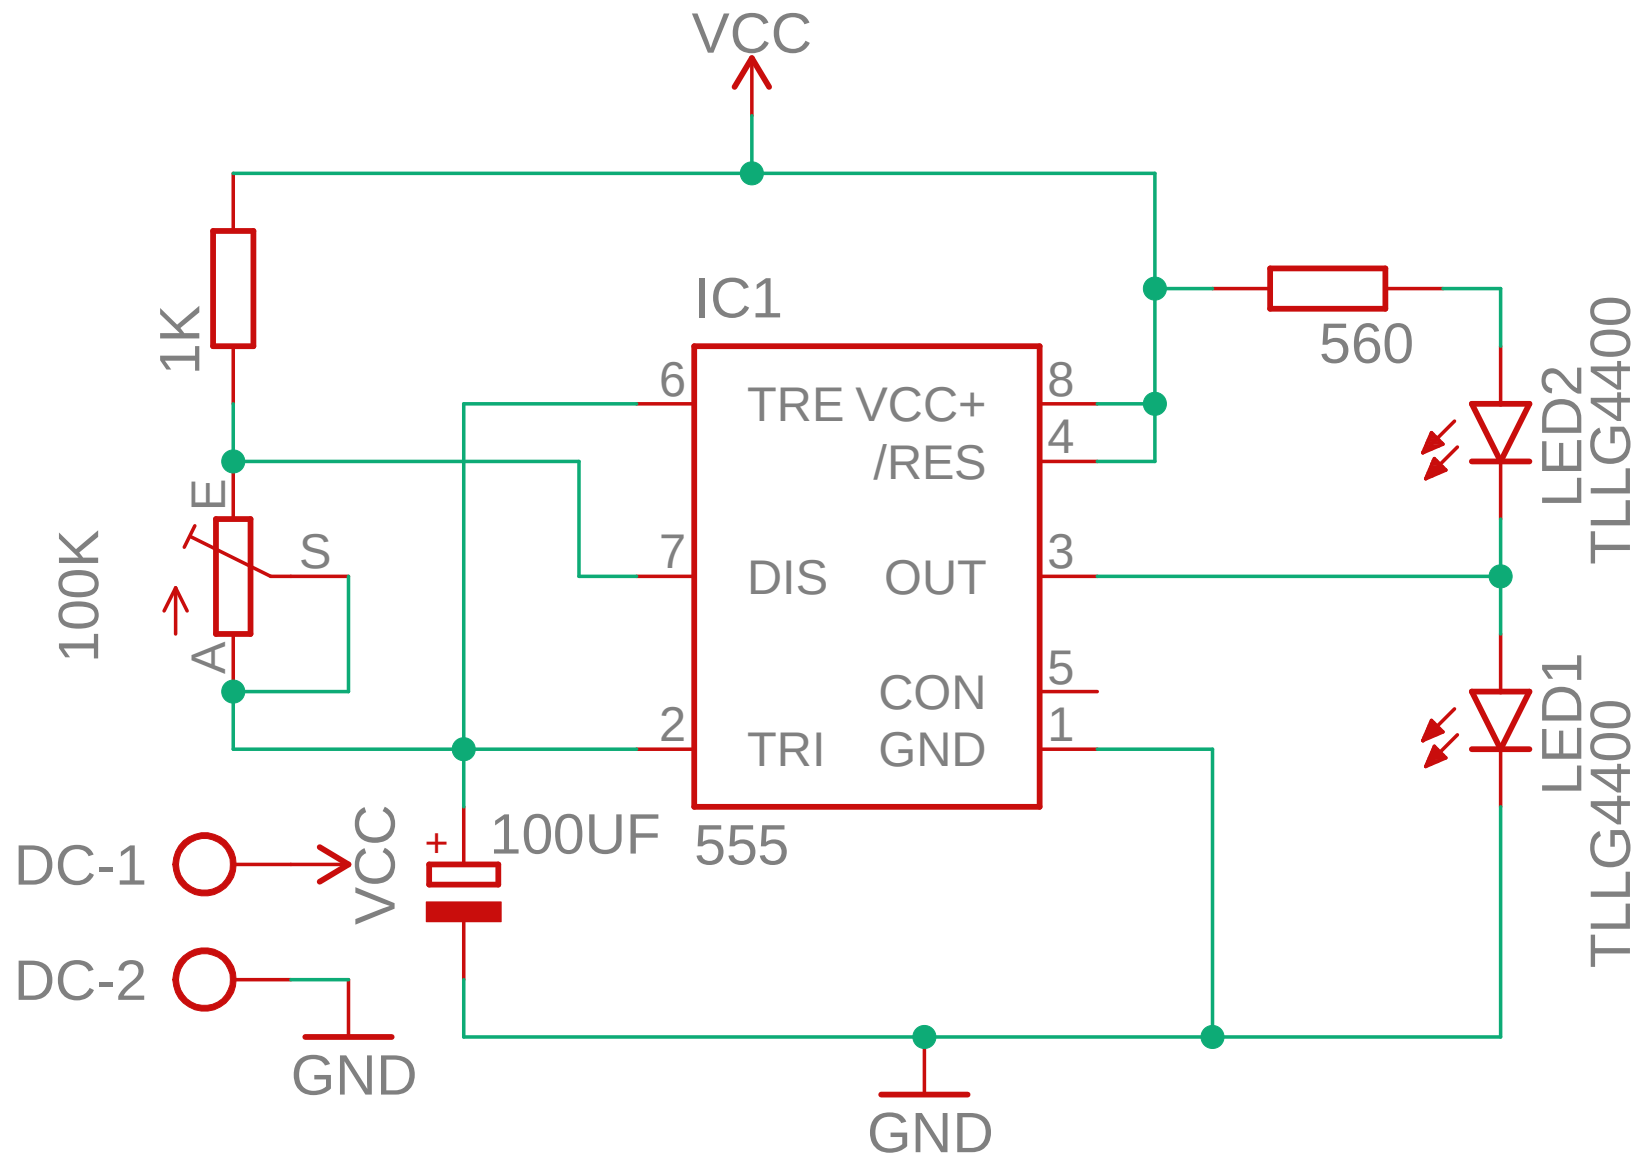 VCC
IC1
1K
560
LED2
TLLG4400
6
TRE
VCC+
8
/RES
4
E
S
100K
A
7
DIS
OUT
3
CON
5
2
TRI
GND
1
LED1
TLLG4400
DC-1
VCC
+
100UF
555
DC-2
GND
GND